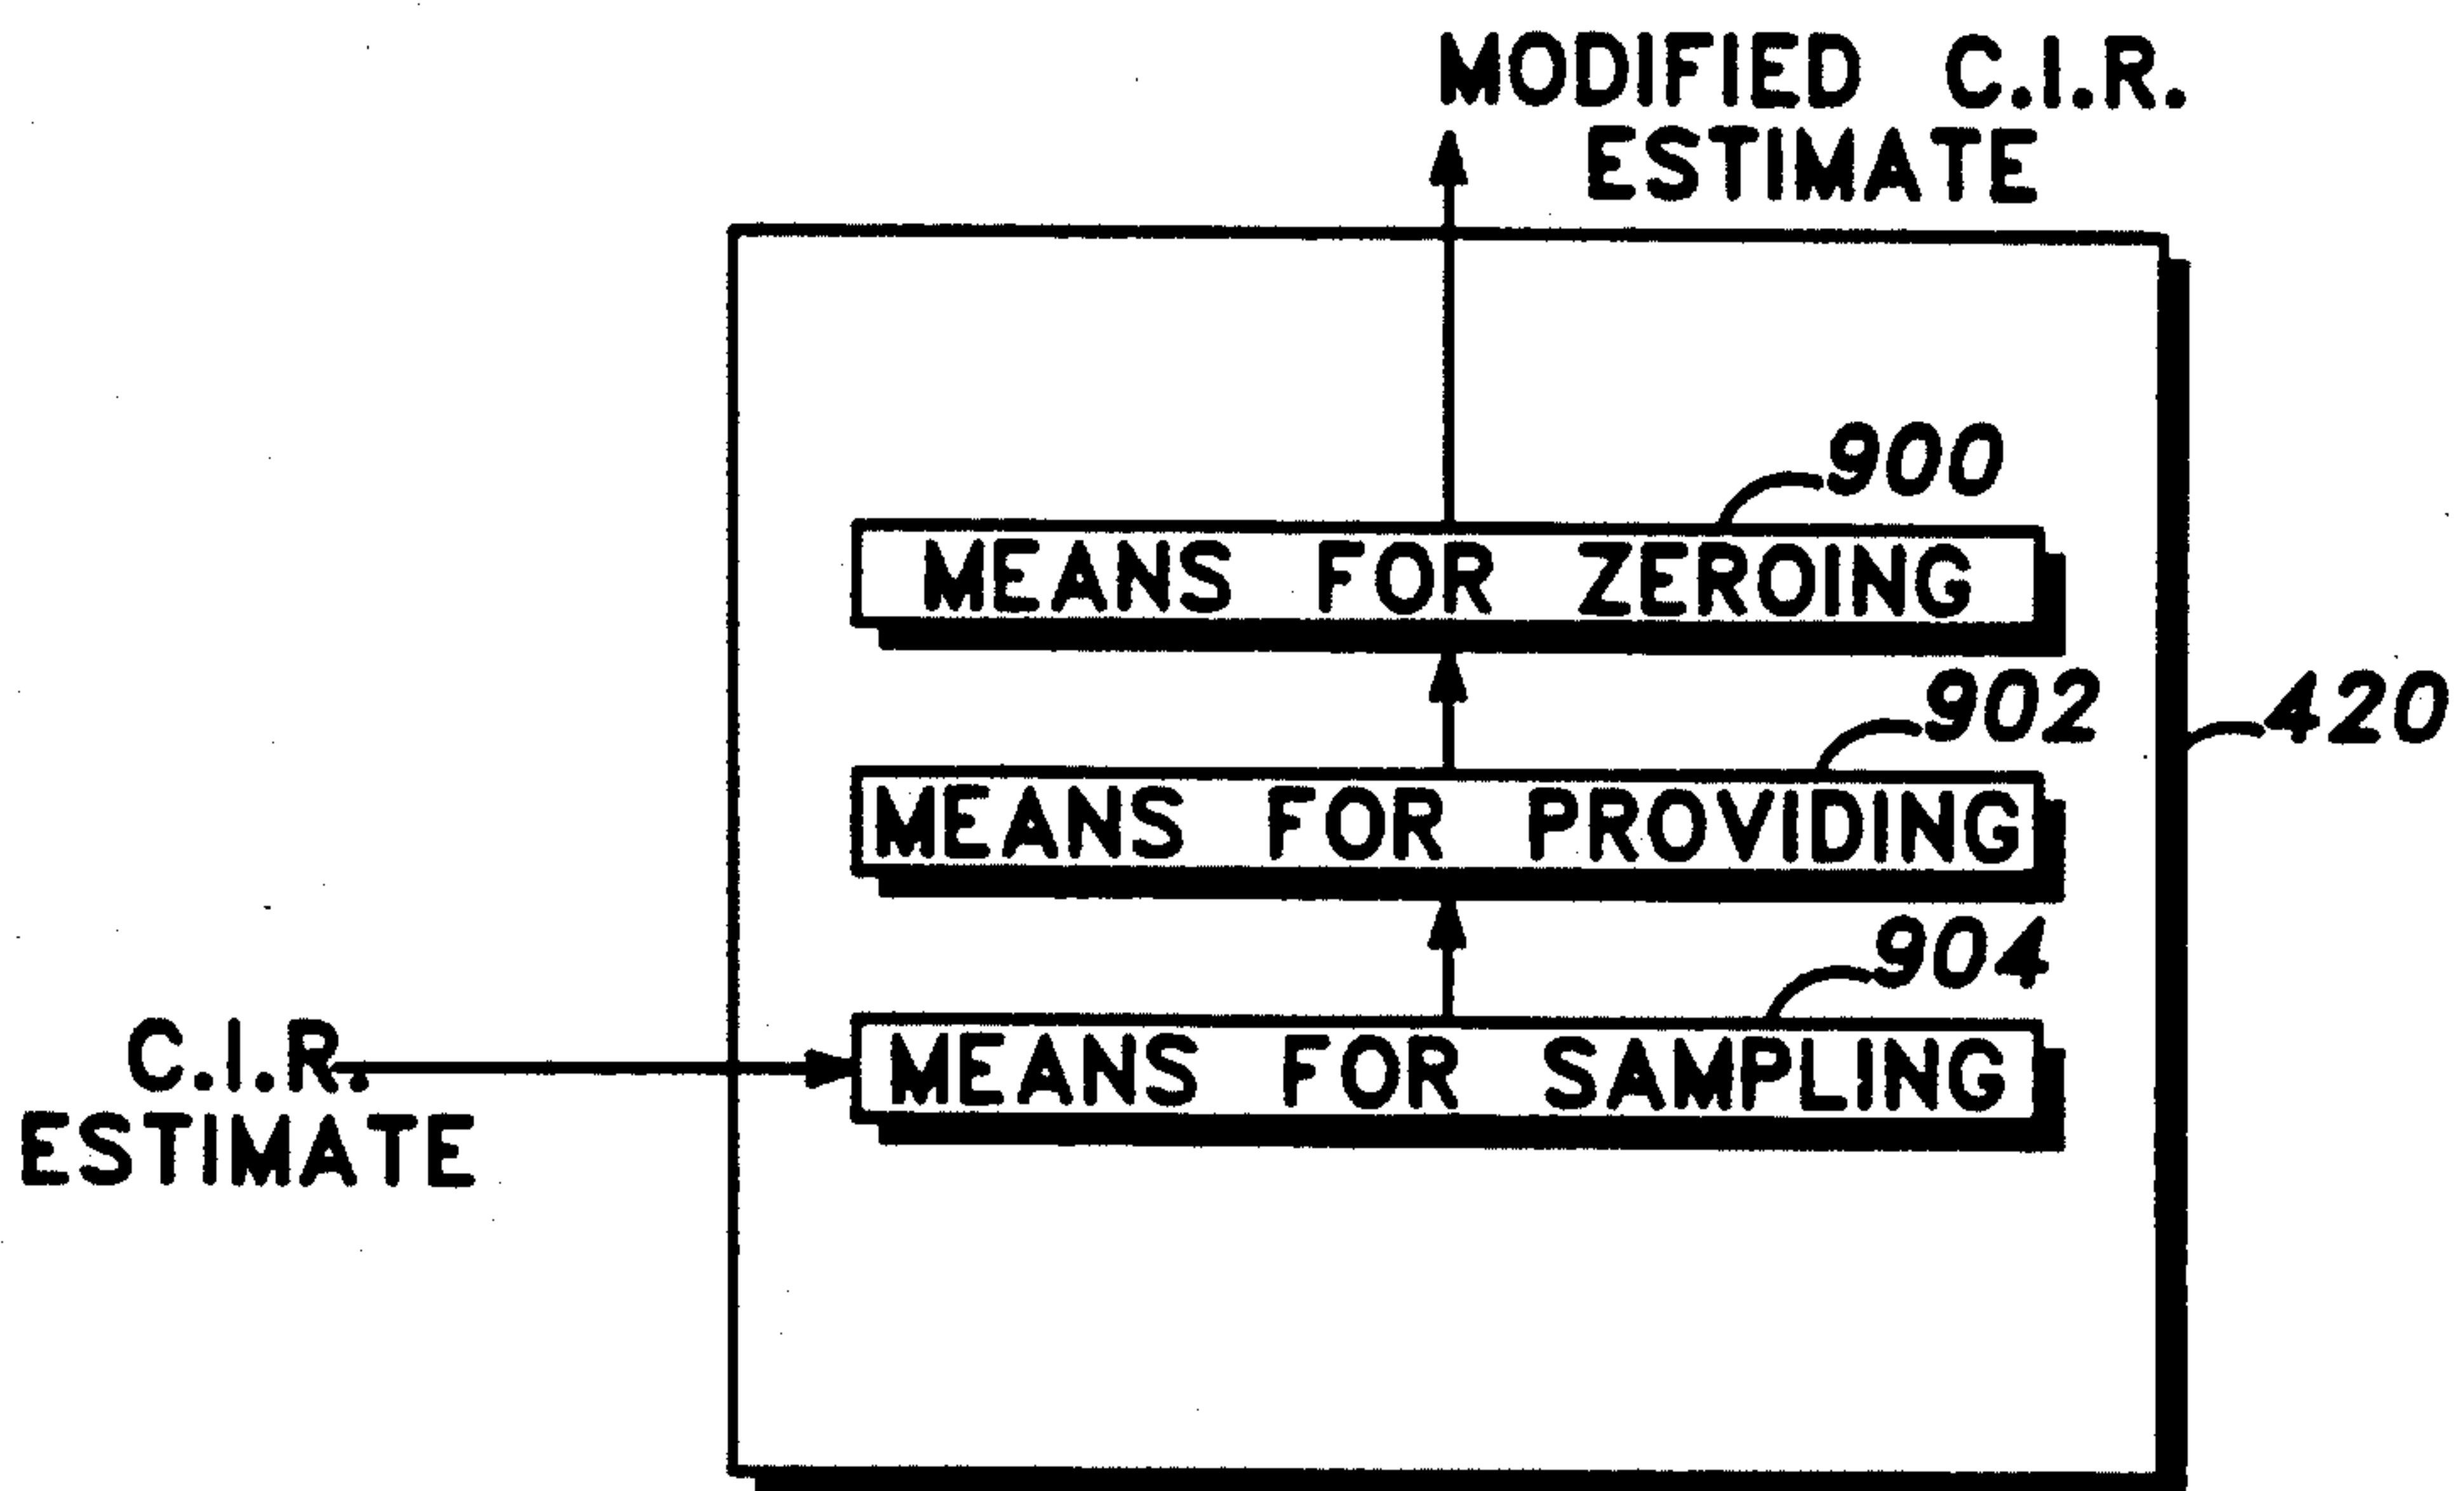 MODIFIED C.I.R.
ESTIMATE
900
MEANS FOR ZEROING
902
420
MEANS FOR PROVIDING
904
MEANS FOR SAMPLING
C.I.R.
ESTIMATE